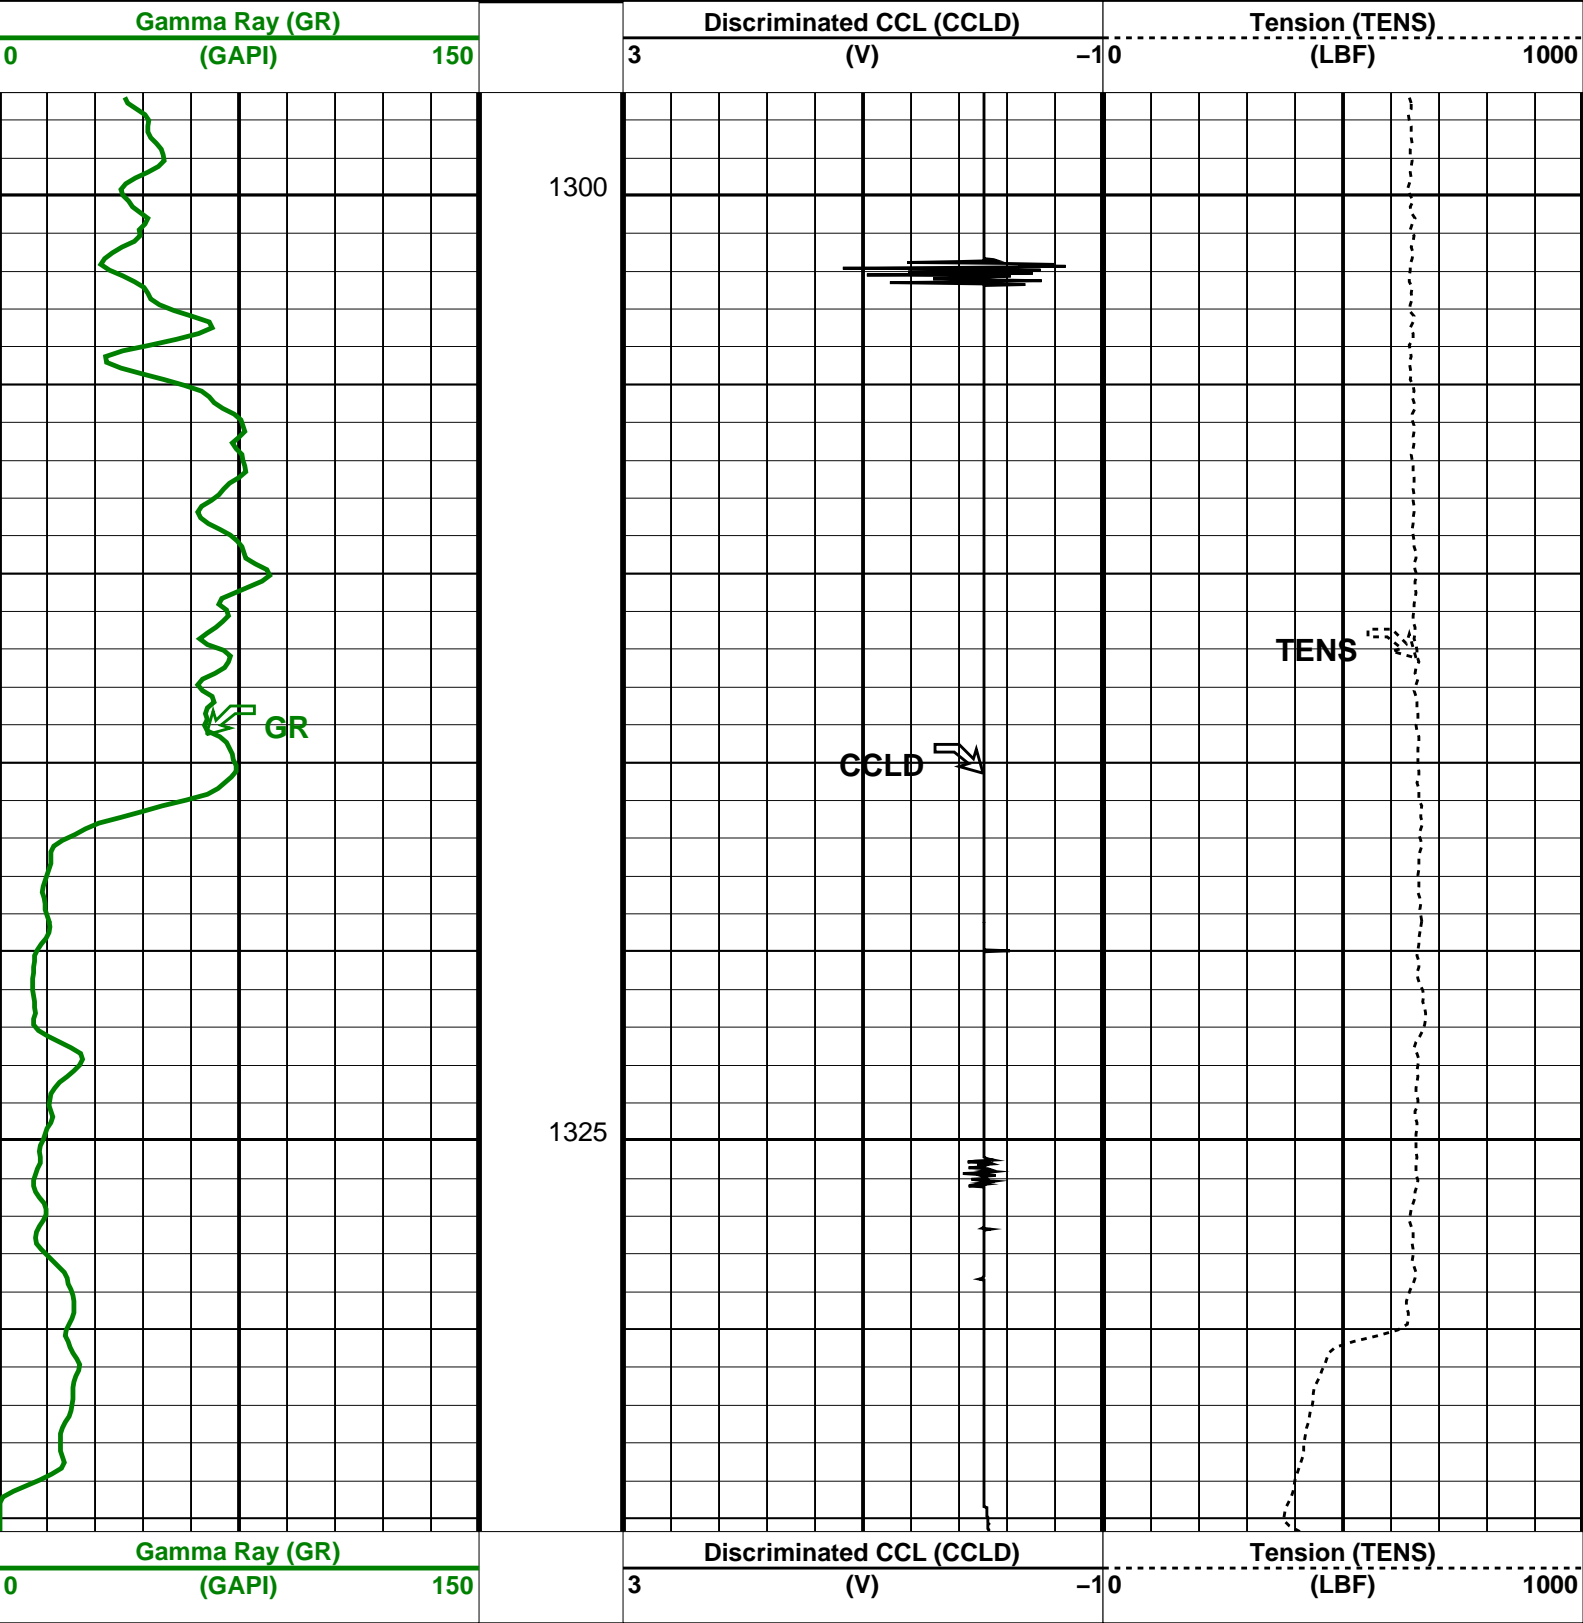 Gamma Ray (GR) Discriminated CCL (CCLD) Tension (TENS)
0 (GAPI) 150 3 (V) −1 0 (LBF) 1000
1300
TENS
GR
CCLD
1325
Gamma Ray (GR) Discriminated CCL (CCLD) Tension (TENS)
0 (GAPI) 150 3 (V) −1 0 (LBF) 1000